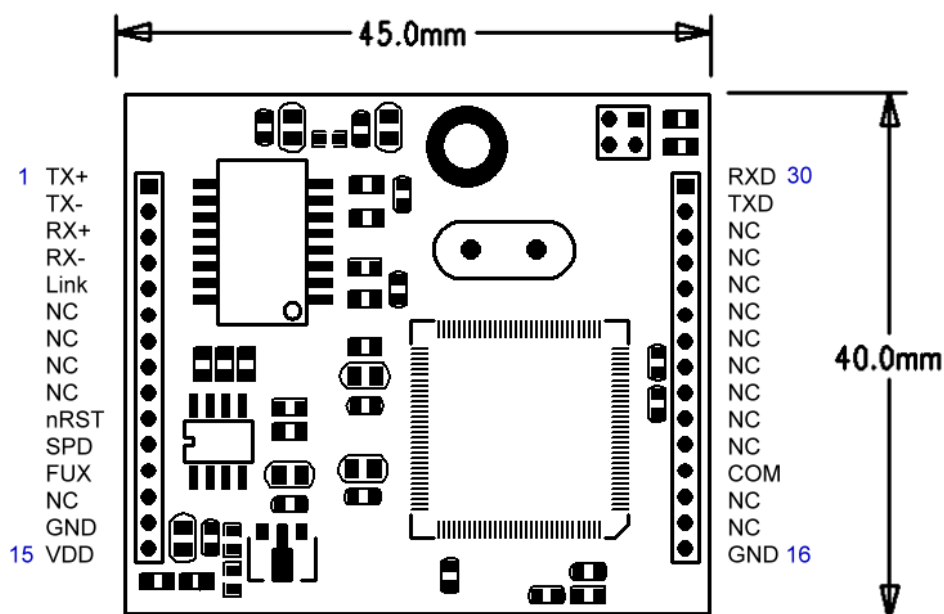 45.0mm
1 TX+
TX-
RX+
RX-
Link
NC
NC
NC
NC
nRST
SPD
FUX
NC
GND
15 VDD
RXD 30
TXD
NC
NC
NC
NC
NC
NC
NC
NC
NC
COM
NC
NC
GND 16
40.0mm